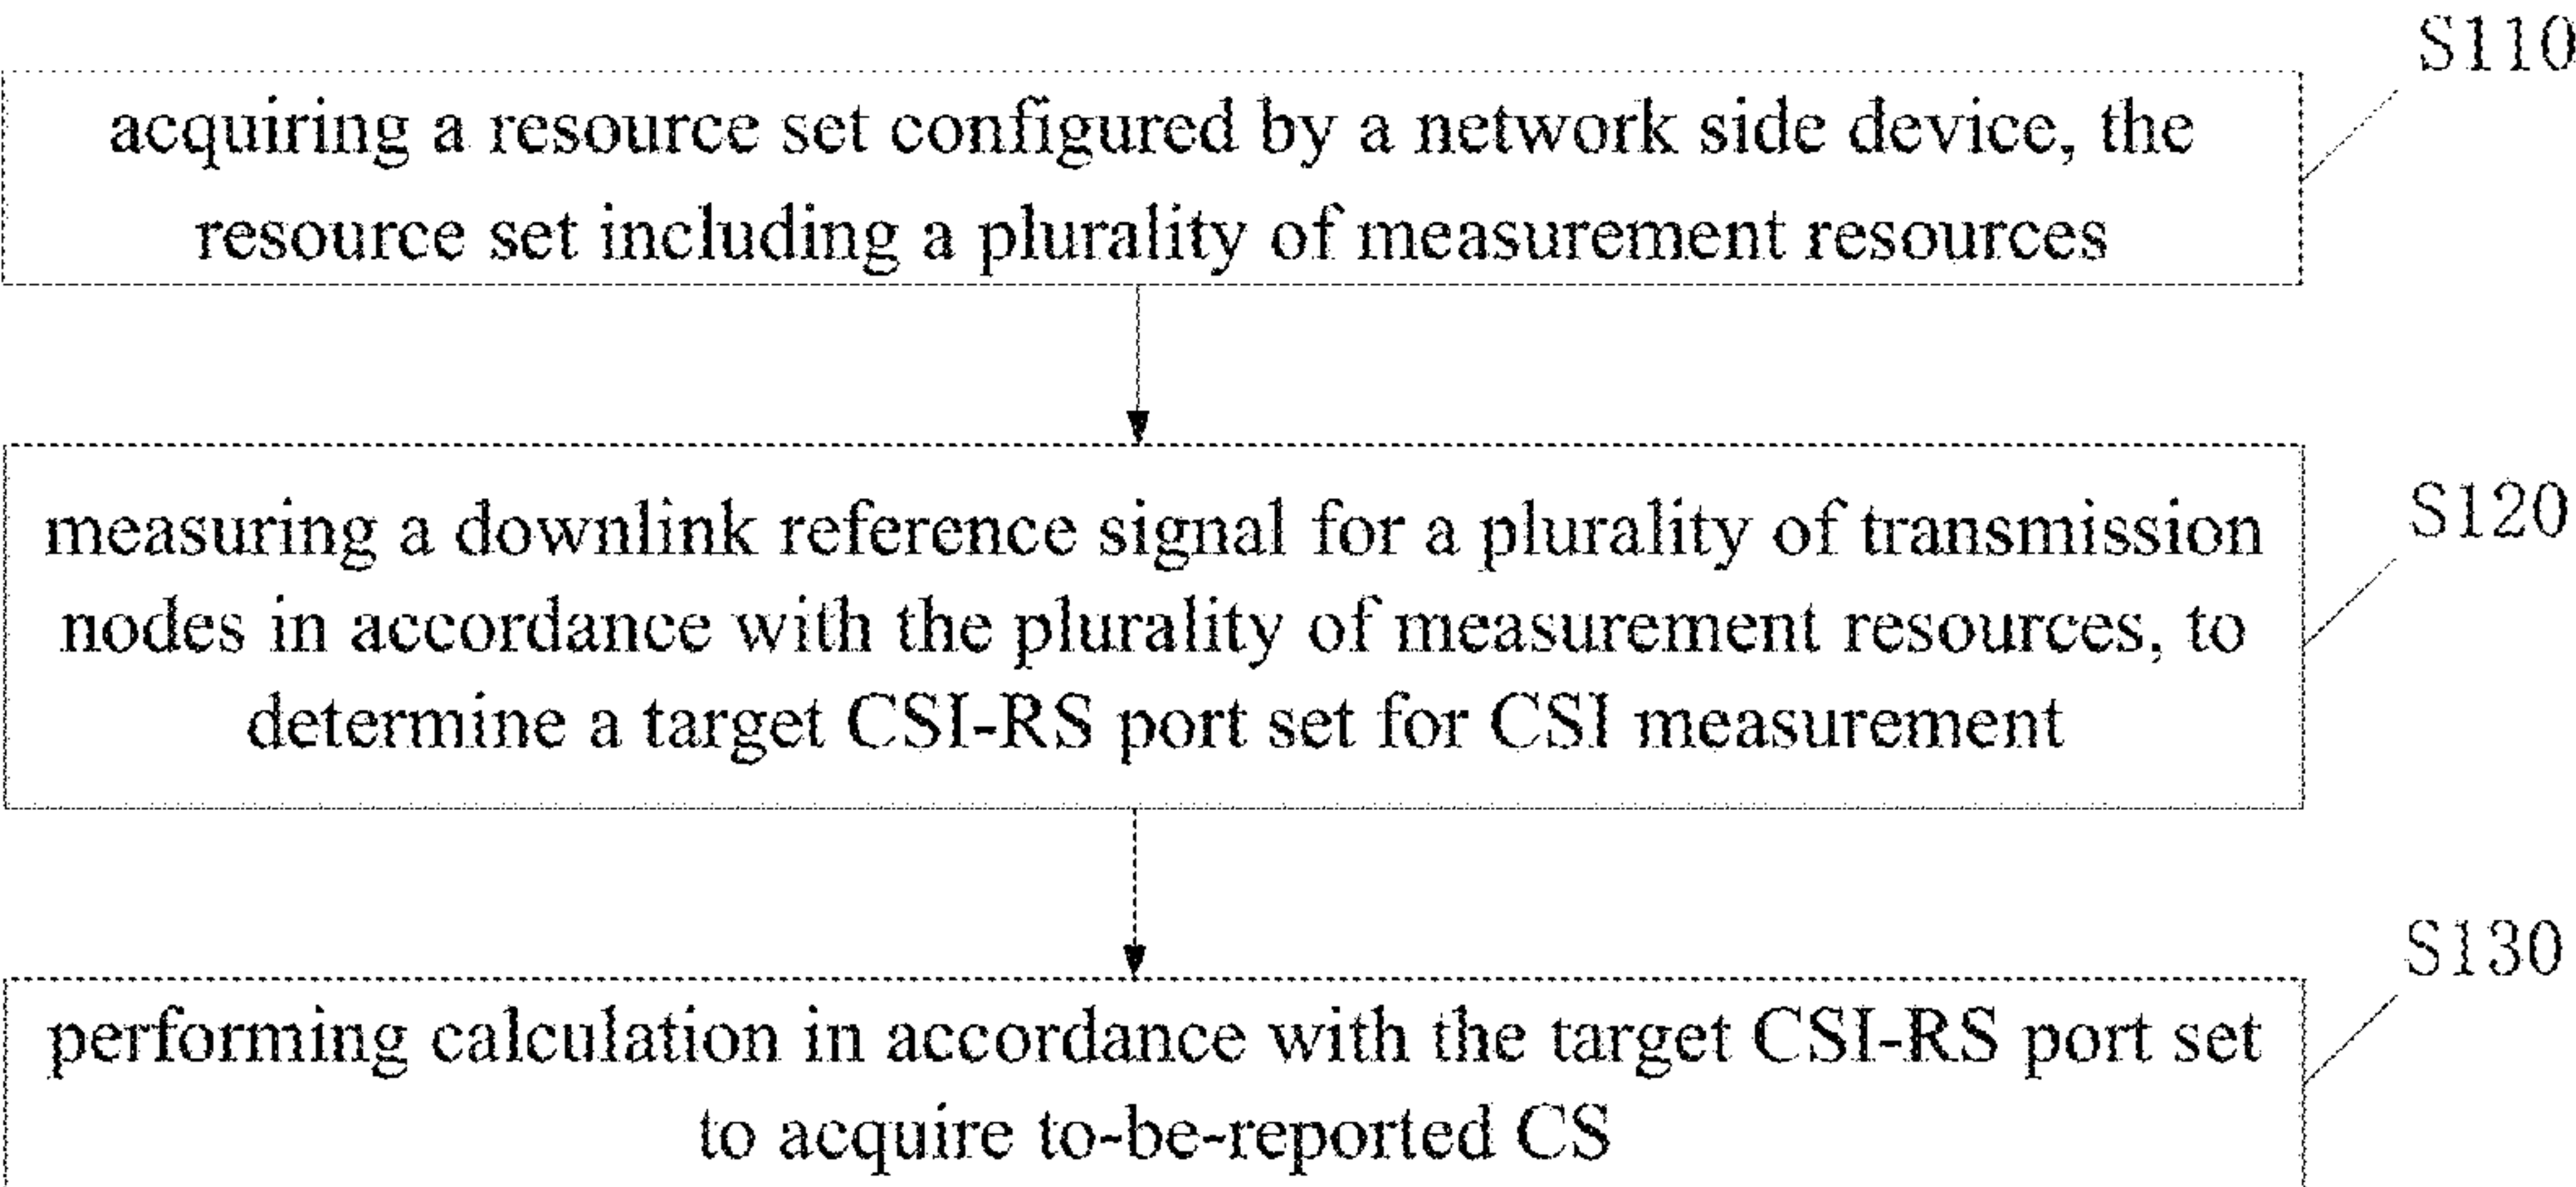 S110
acquiring a resource set configured by a network side device, the
resource set including a plurality of measurement resources
S120
measuring a downlink reference signal for a plurality of transmission
nodes in accordance with the plurality of measurement resources, to
determine a target CSI-RS port set for CSI measurement
S130
performing calculation in accordance with the target CSI-RS port set
to acquire to-be-reported CS